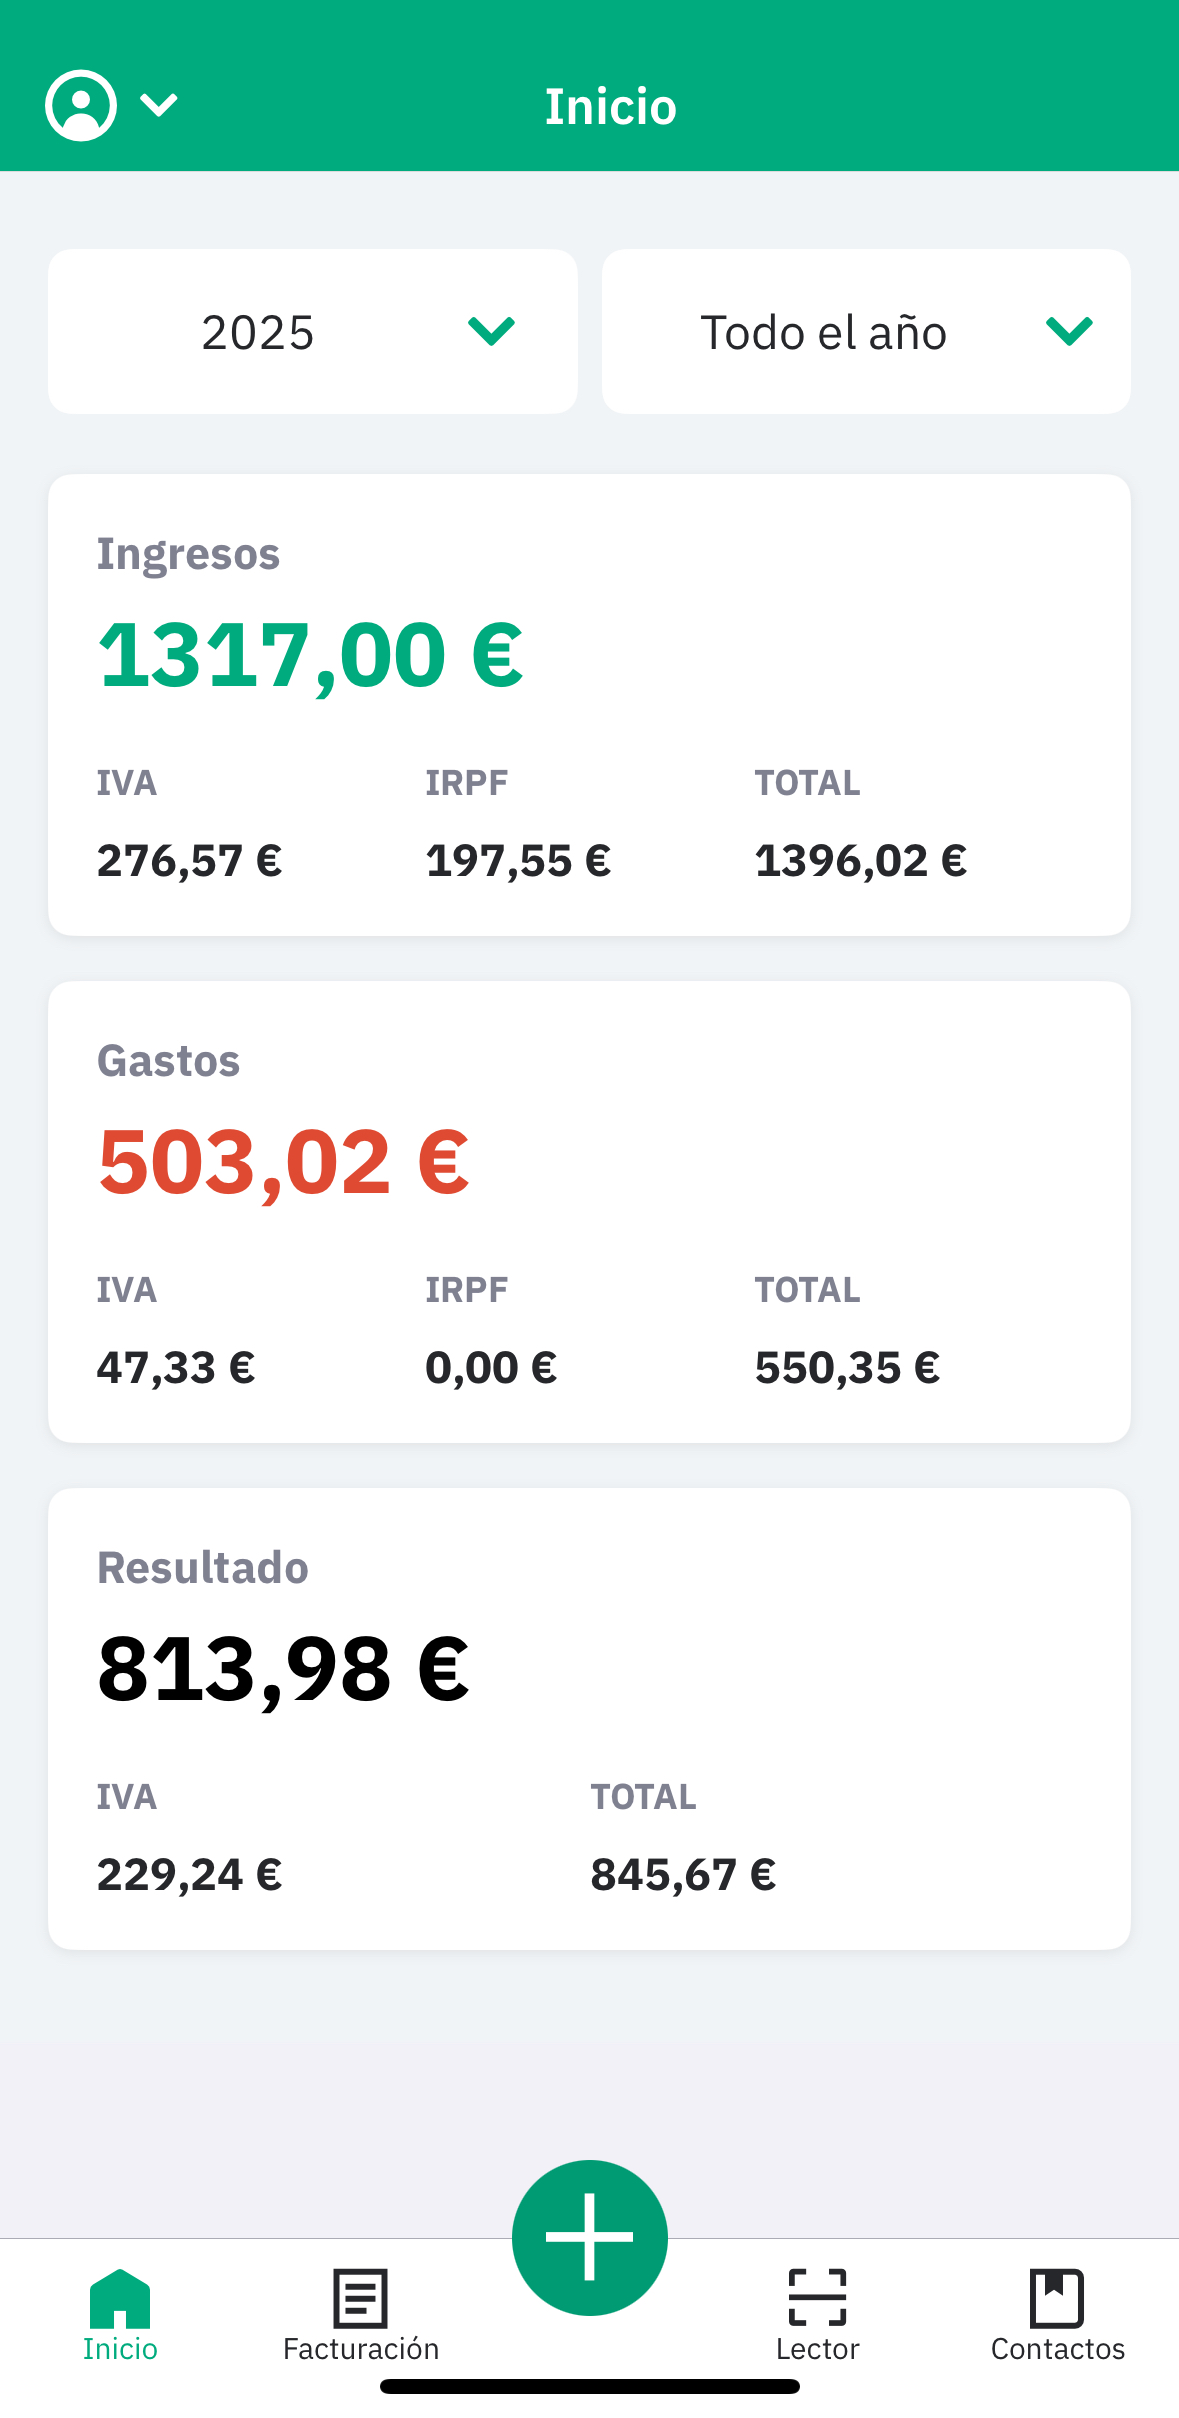 Inicio
2025
Todo el año
Ingresos
1317,00 €
IVA IRPF TOTAL
276,57 € 197,55 € 1396,02 €
Gastos
503,02 €
IVA IRPF TOTAL
47,33 € 0,00 € 550,35 €
Resultado
813,98 €
IVA TOTAL
229,24 € 845,67 €
Inicio Facturación Lector Contactos